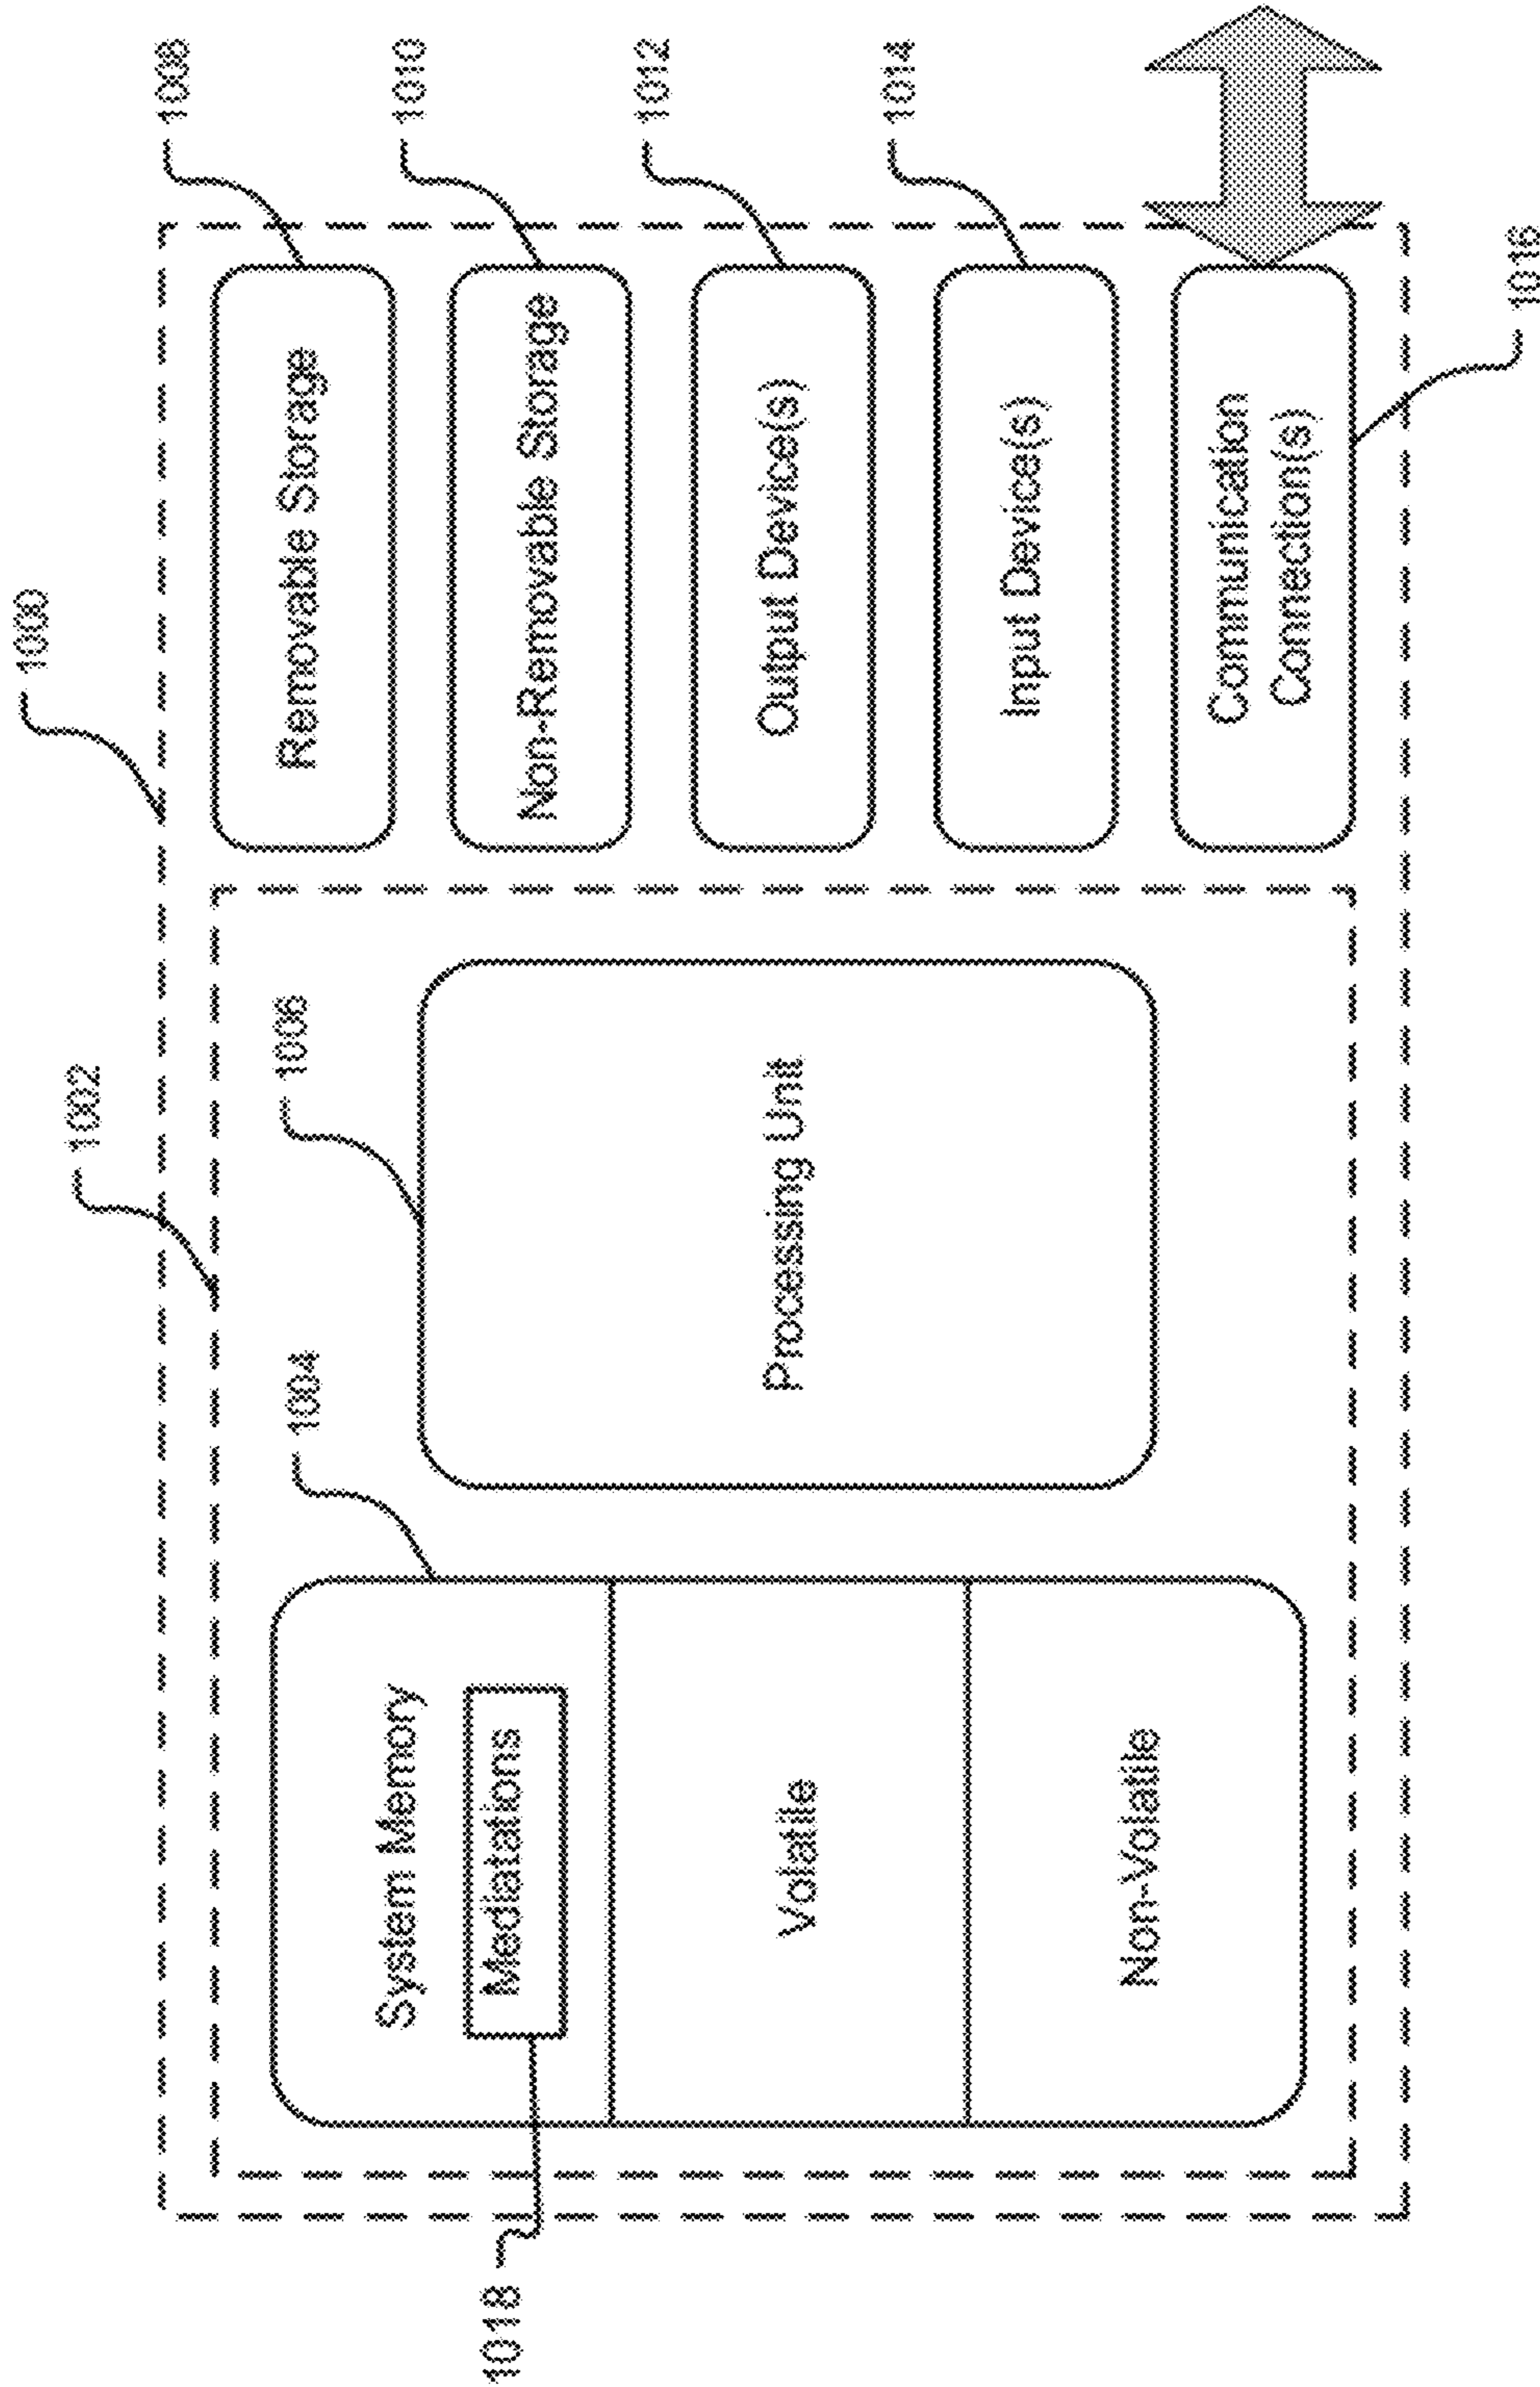 1000
1002
1004
System Memory
Mediatations
1018
Volatile
Non-Volatile
1006
Processing Unit
1008
Removable Storage
1010
Non-Removable Storage
1012
Output Device(s)
1014
Input Device(s)
Communication
Connection(s)
1016